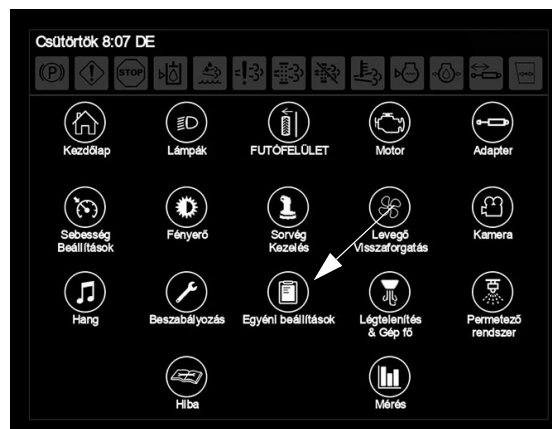 Csütörtök 8:07 DE
(P) STOP
Kezdőlap Lámpák FUTÓFELÜLET Motor Adapter
Sebesség Fényerő Sorvég Levegő Kamera
Beállítások Kezelés Visszaforgatás
Hang Beszabályozás Egyéni beállítások Légtelenítés Permetező
& Gép fő rendszer
Hiba Mérés